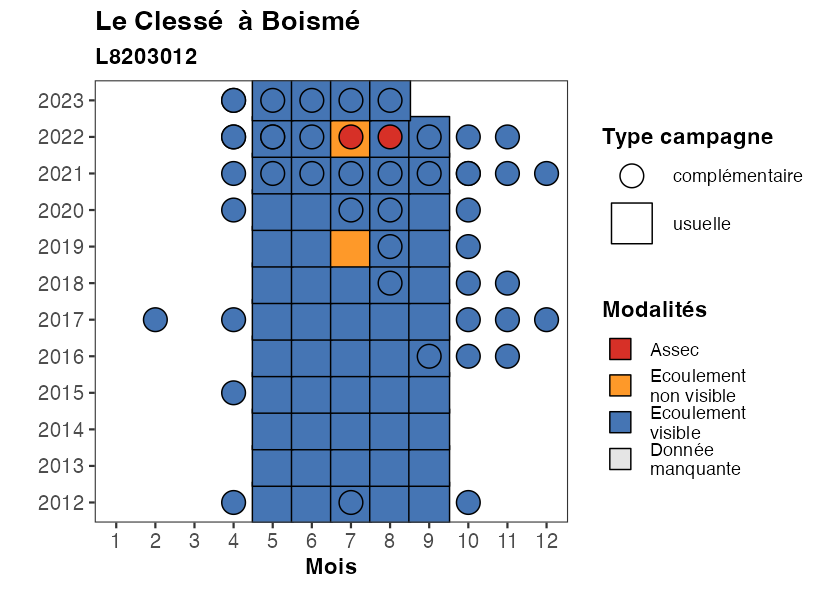 Le Clessé à Boismé
L8203012
2023
2022
2021
2020
2019
2018
2017
2016
2015
2014
2013
2012
1 2 3 4 5 6 7 8 9 10 11 12
Mois
Type campagne
complémentaire
usuelle
Modalités
Assec
Ecoulement
non visible
Ecoulement
visible
Donnée
manquante